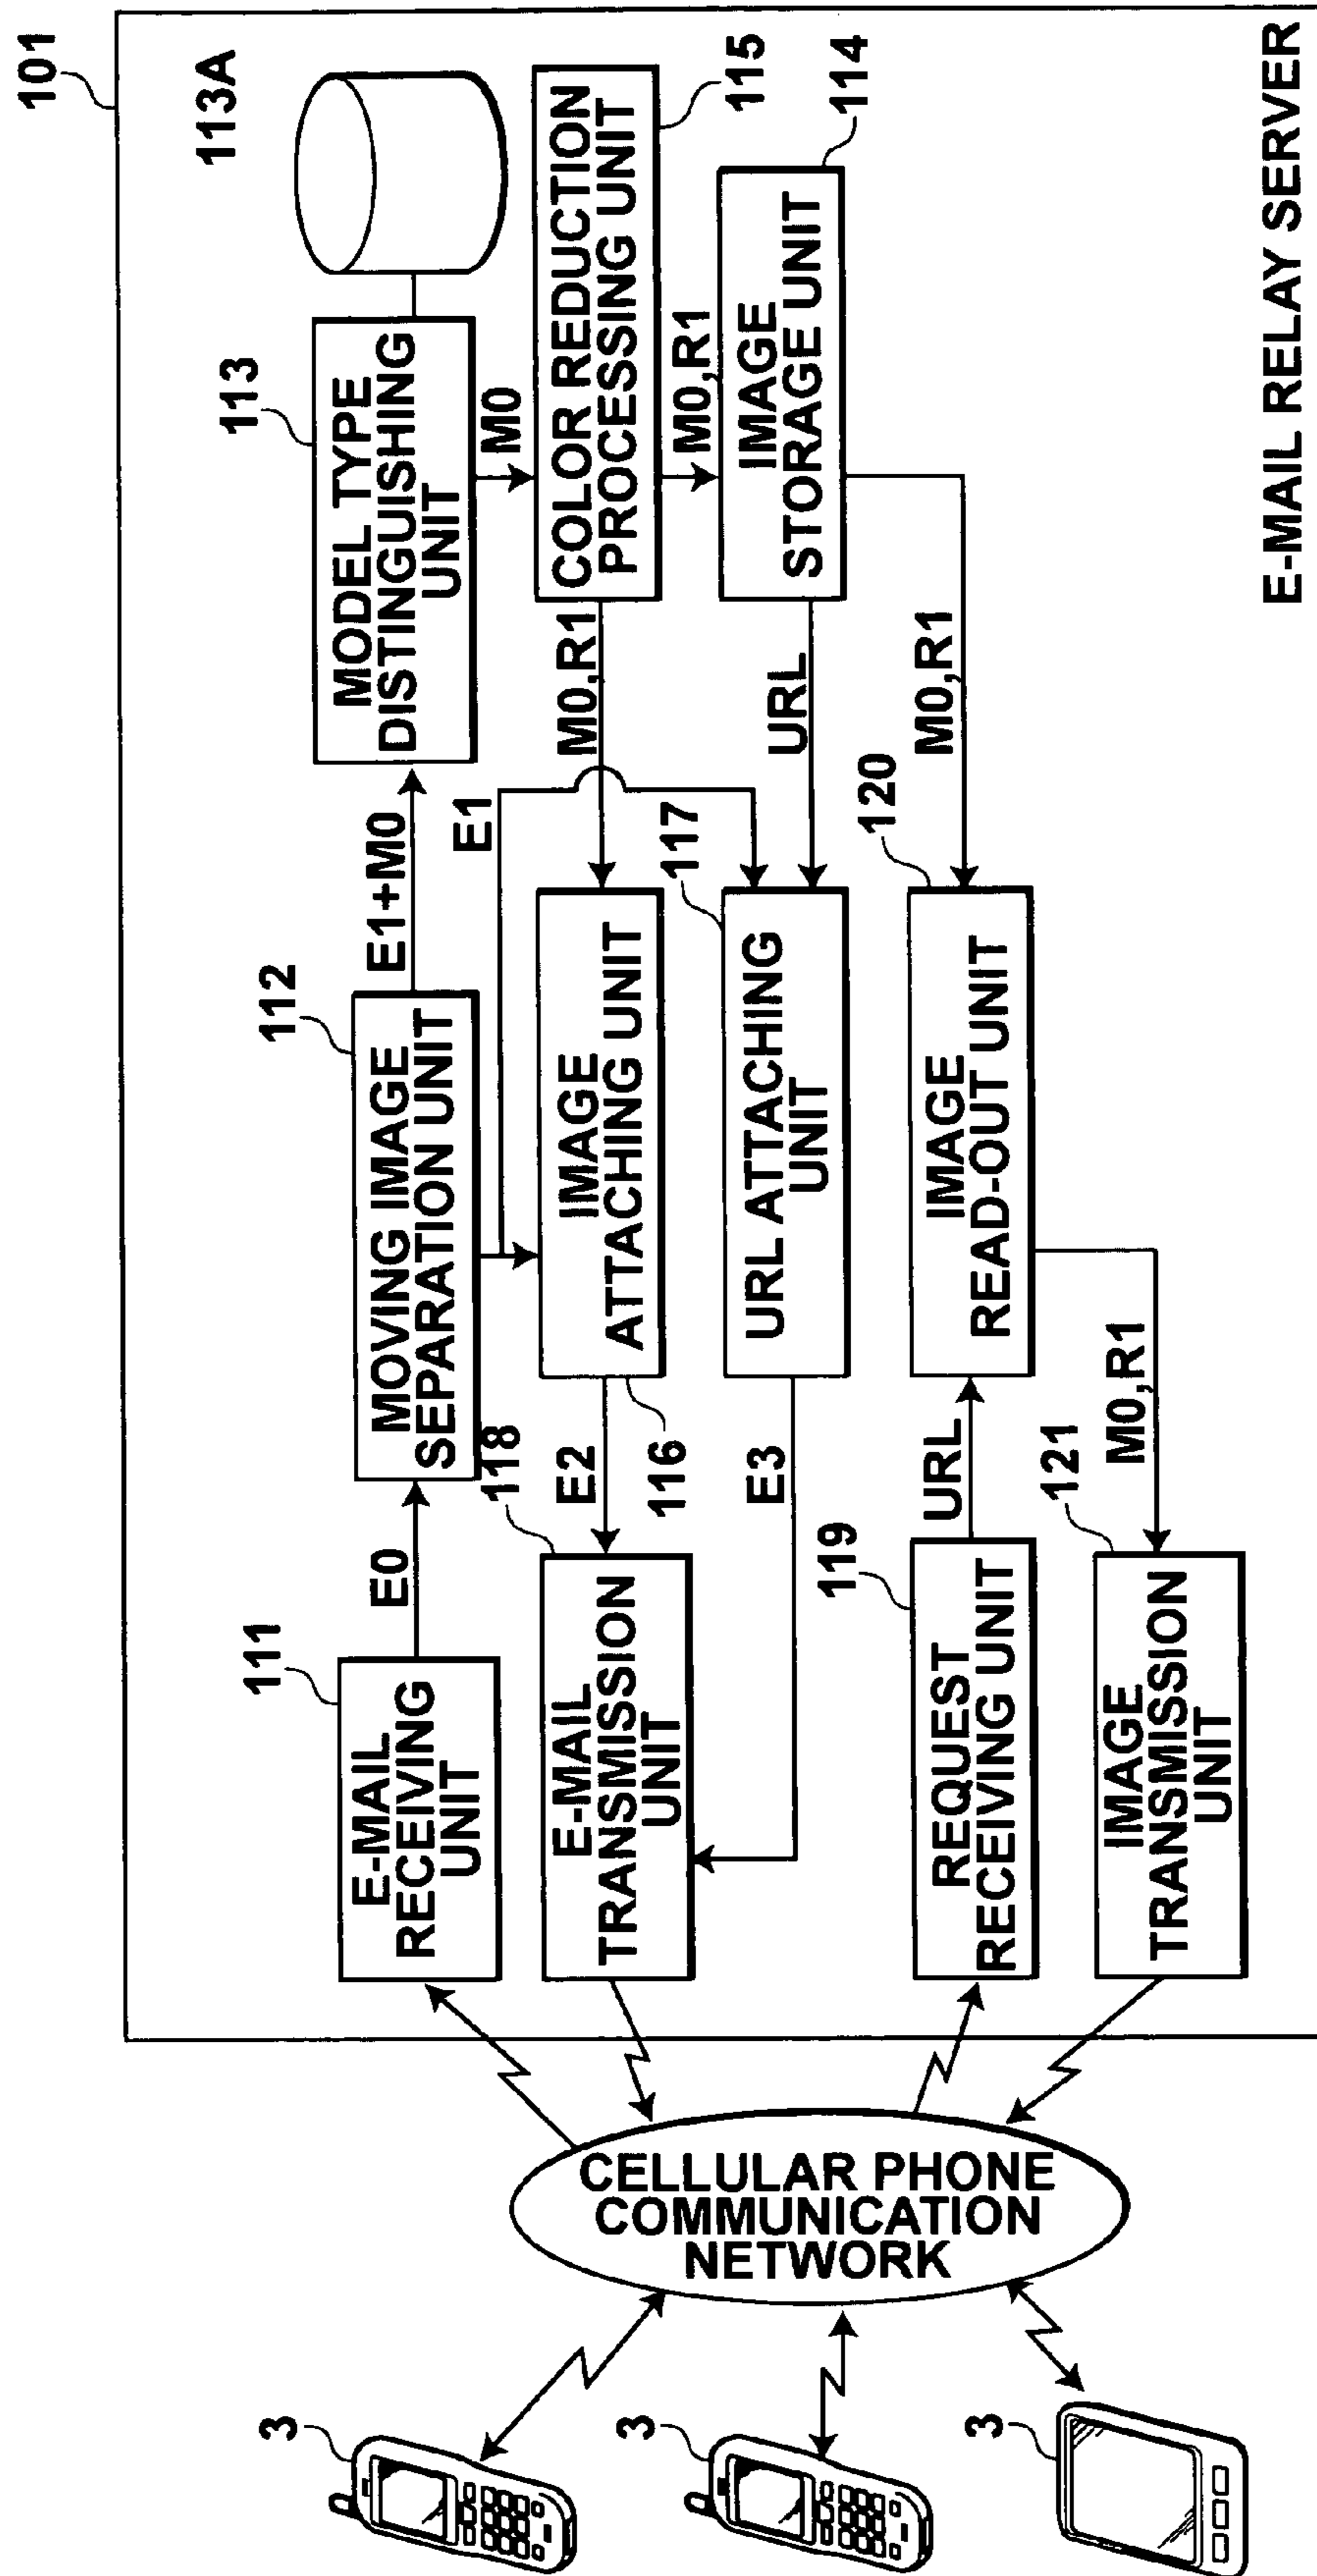 101
113A
113
MODEL TYPE
DISTINGUISHING
UNIT
112
E1+M0
MOVING IMAGE
SEPARATION UNIT
111
E0
E-MAIL
RECEIVING
UNIT
M0
E1
115
COLOR REDUCTION
PROCESSING UNIT
M0,R1
IMAGE
ATTACHING UNIT
116
118
E2
E-MAIL
TRANSMISSION
UNIT
M0,R1
114
IMAGE
STORAGE UNIT
URL
117
URL ATTACHING
UNIT
E3
M0,R1
120
IMAGE
READ-OUT UNIT
URL
119
REQUEST
RECEIVING UNIT
M0,R1
121
IMAGE
TRANSMISSION
UNIT
E-MAIL RELAY SERVER
CELLULAR PHONE
COMMUNICATION
NETWORK
3
3
3